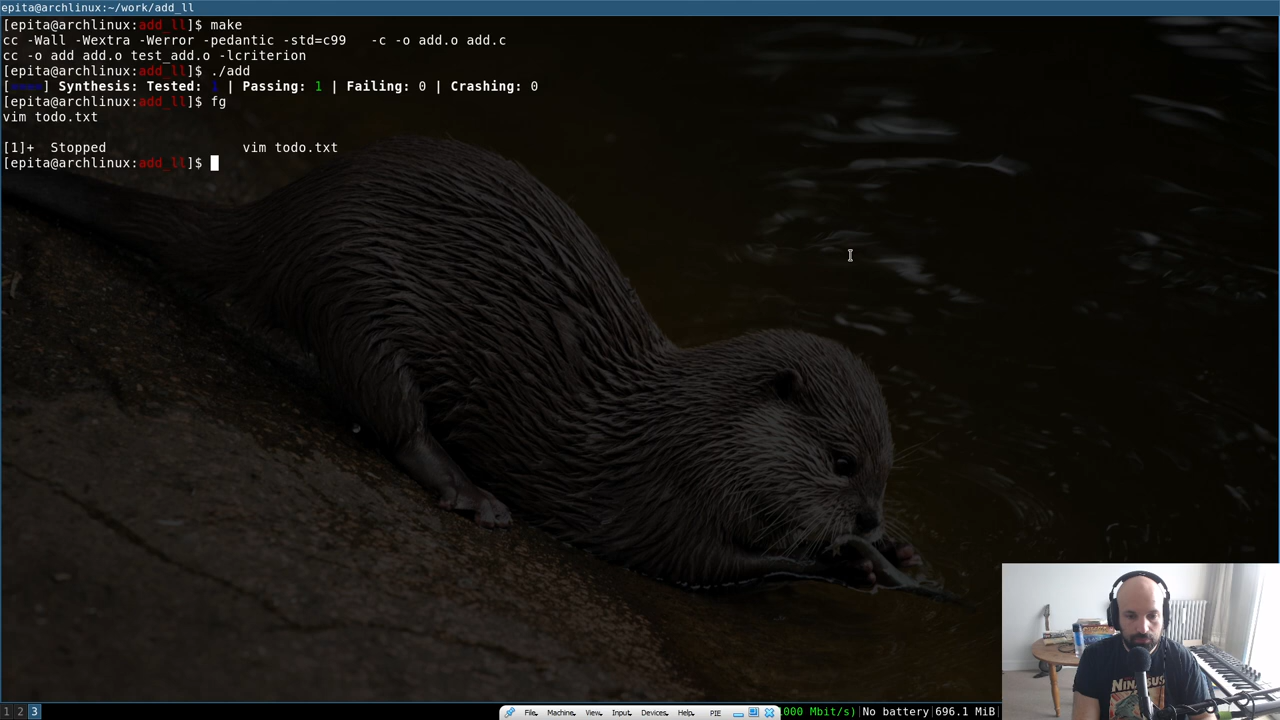 epita@archlinux:~/work/add_ll
[epita@archlinux:add_ll]$ make
cc -Wall -Wextra -Werror -pedantic -std=c99   -c -o add.o add.c
cc -o add add.o test_add.o -lcriterion
[epita@archlinux:add_ll]$ ./add
[====] Synthesis: Tested: 1 | Passing: 1 | Failing: 0 | Crashing: 0
[epita@archlinux:add_ll]$ fg
vim todo.txt
[1]+  Stopped                 vim todo.txt
[epita@archlinux:add_ll]$
1 2 3 File Machine View Input Devices Help PIE 000 Mbit/s)|No battery|696.1 MiB